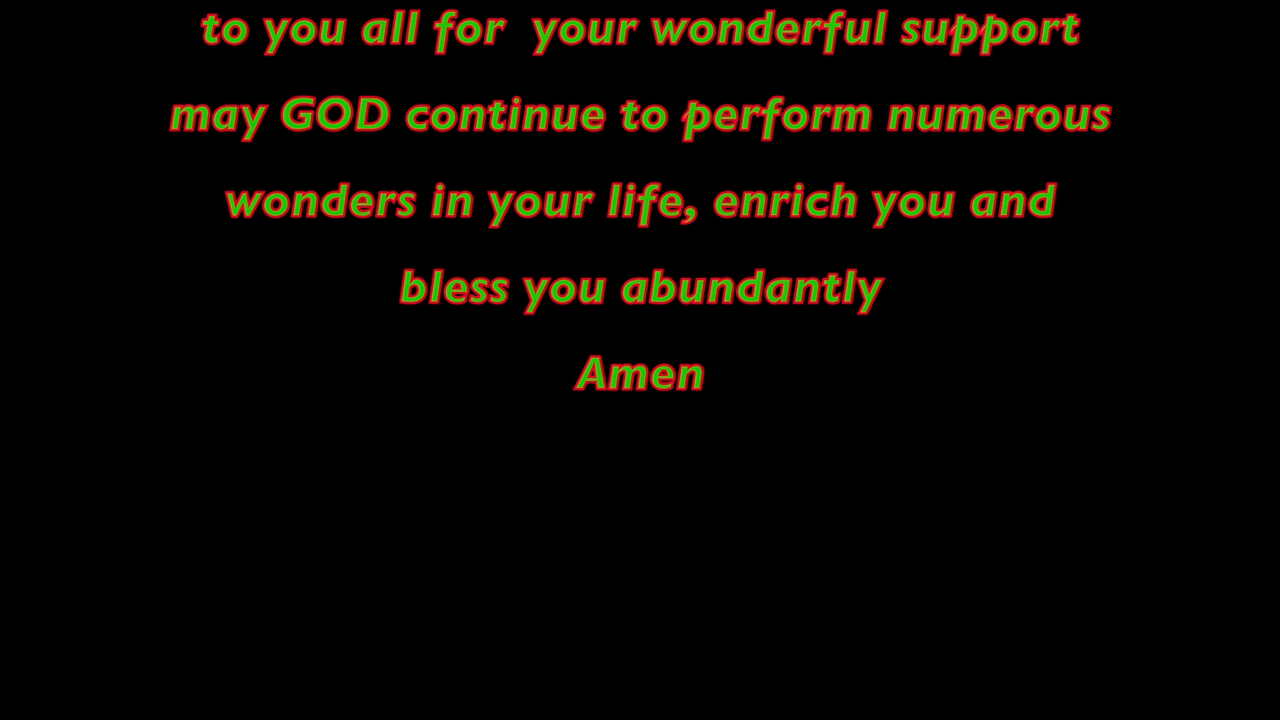 to you all for  your wonderful support
may GOD continue to perform numerous
wonders in your life, enrich you and
bless you abundantly
Amen